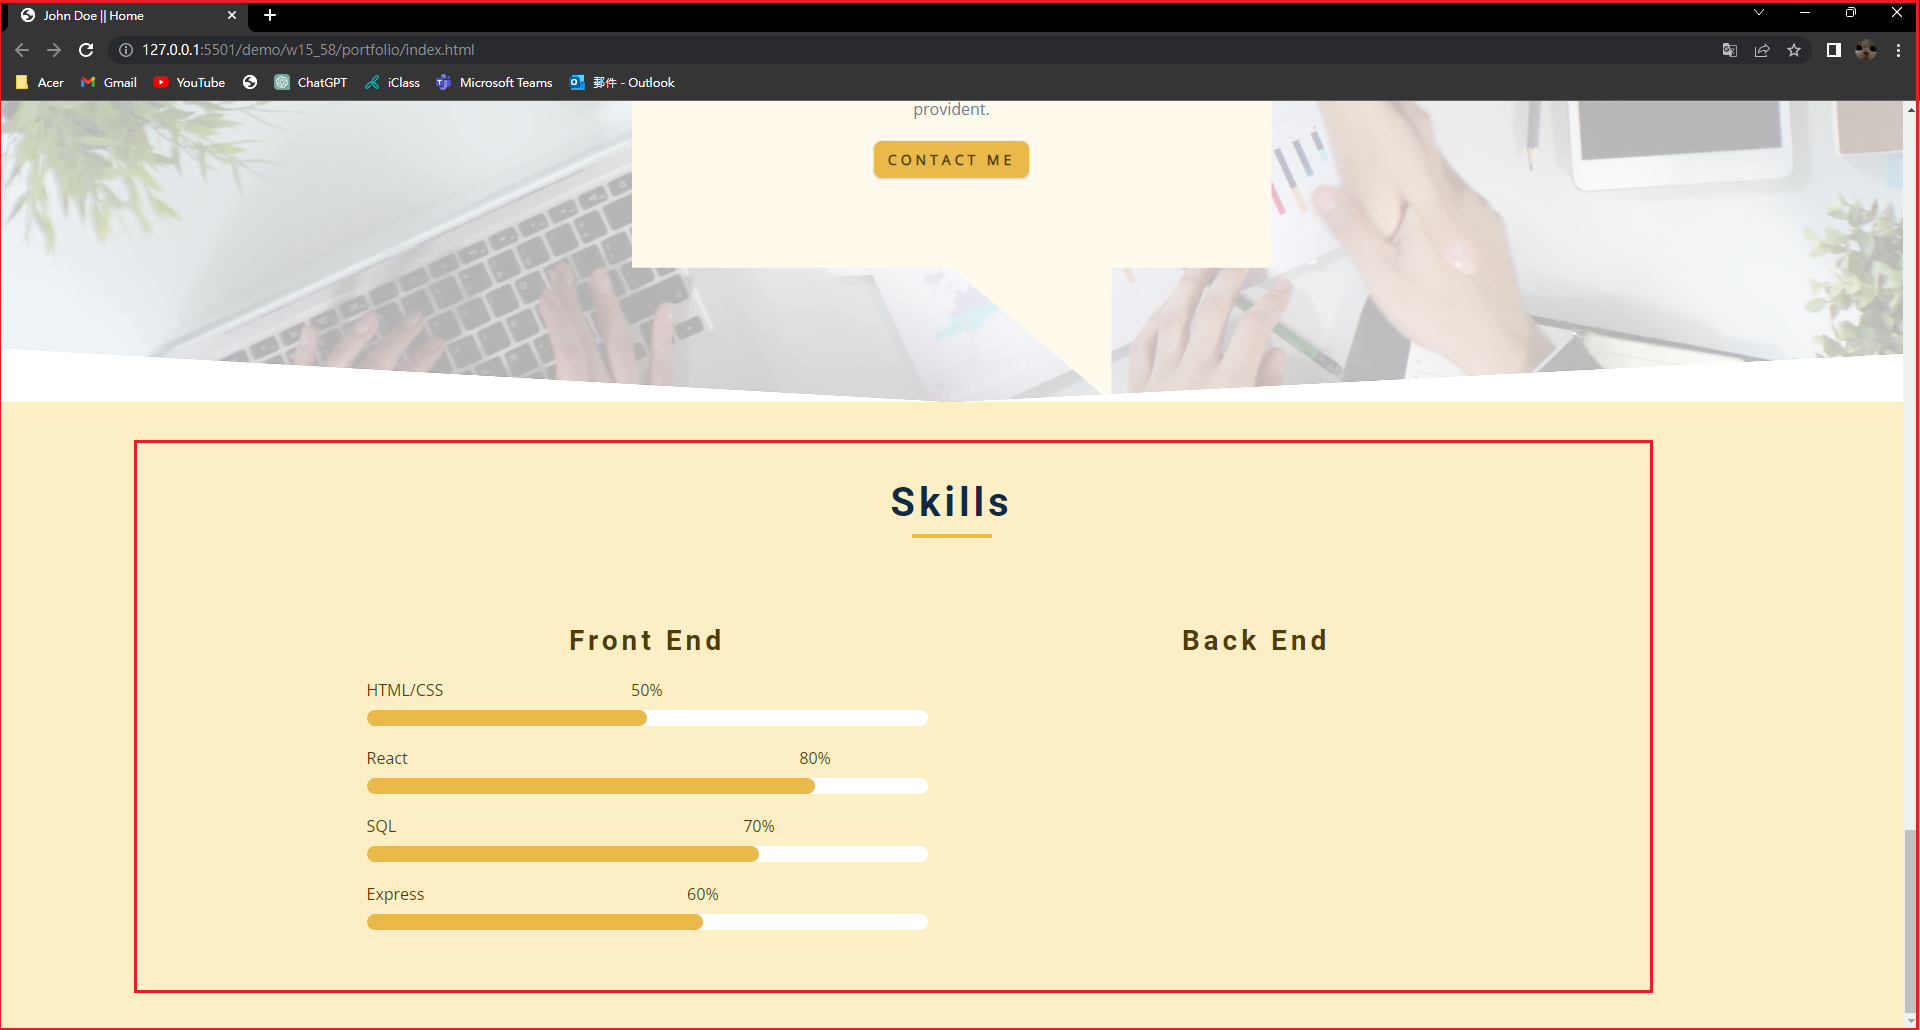 John Doe || Home
127.0.0.1:5501/demo/w15_58/portfolio/index.html
Acer Gmail YouTube ChatGPT iClass Microsoft Teams 郵件 - Outlook
provident.
CONTACT ME
Skills
Front End
Back End
HTML/CSS 50%
React 80%
SQL 70%
Express 60%